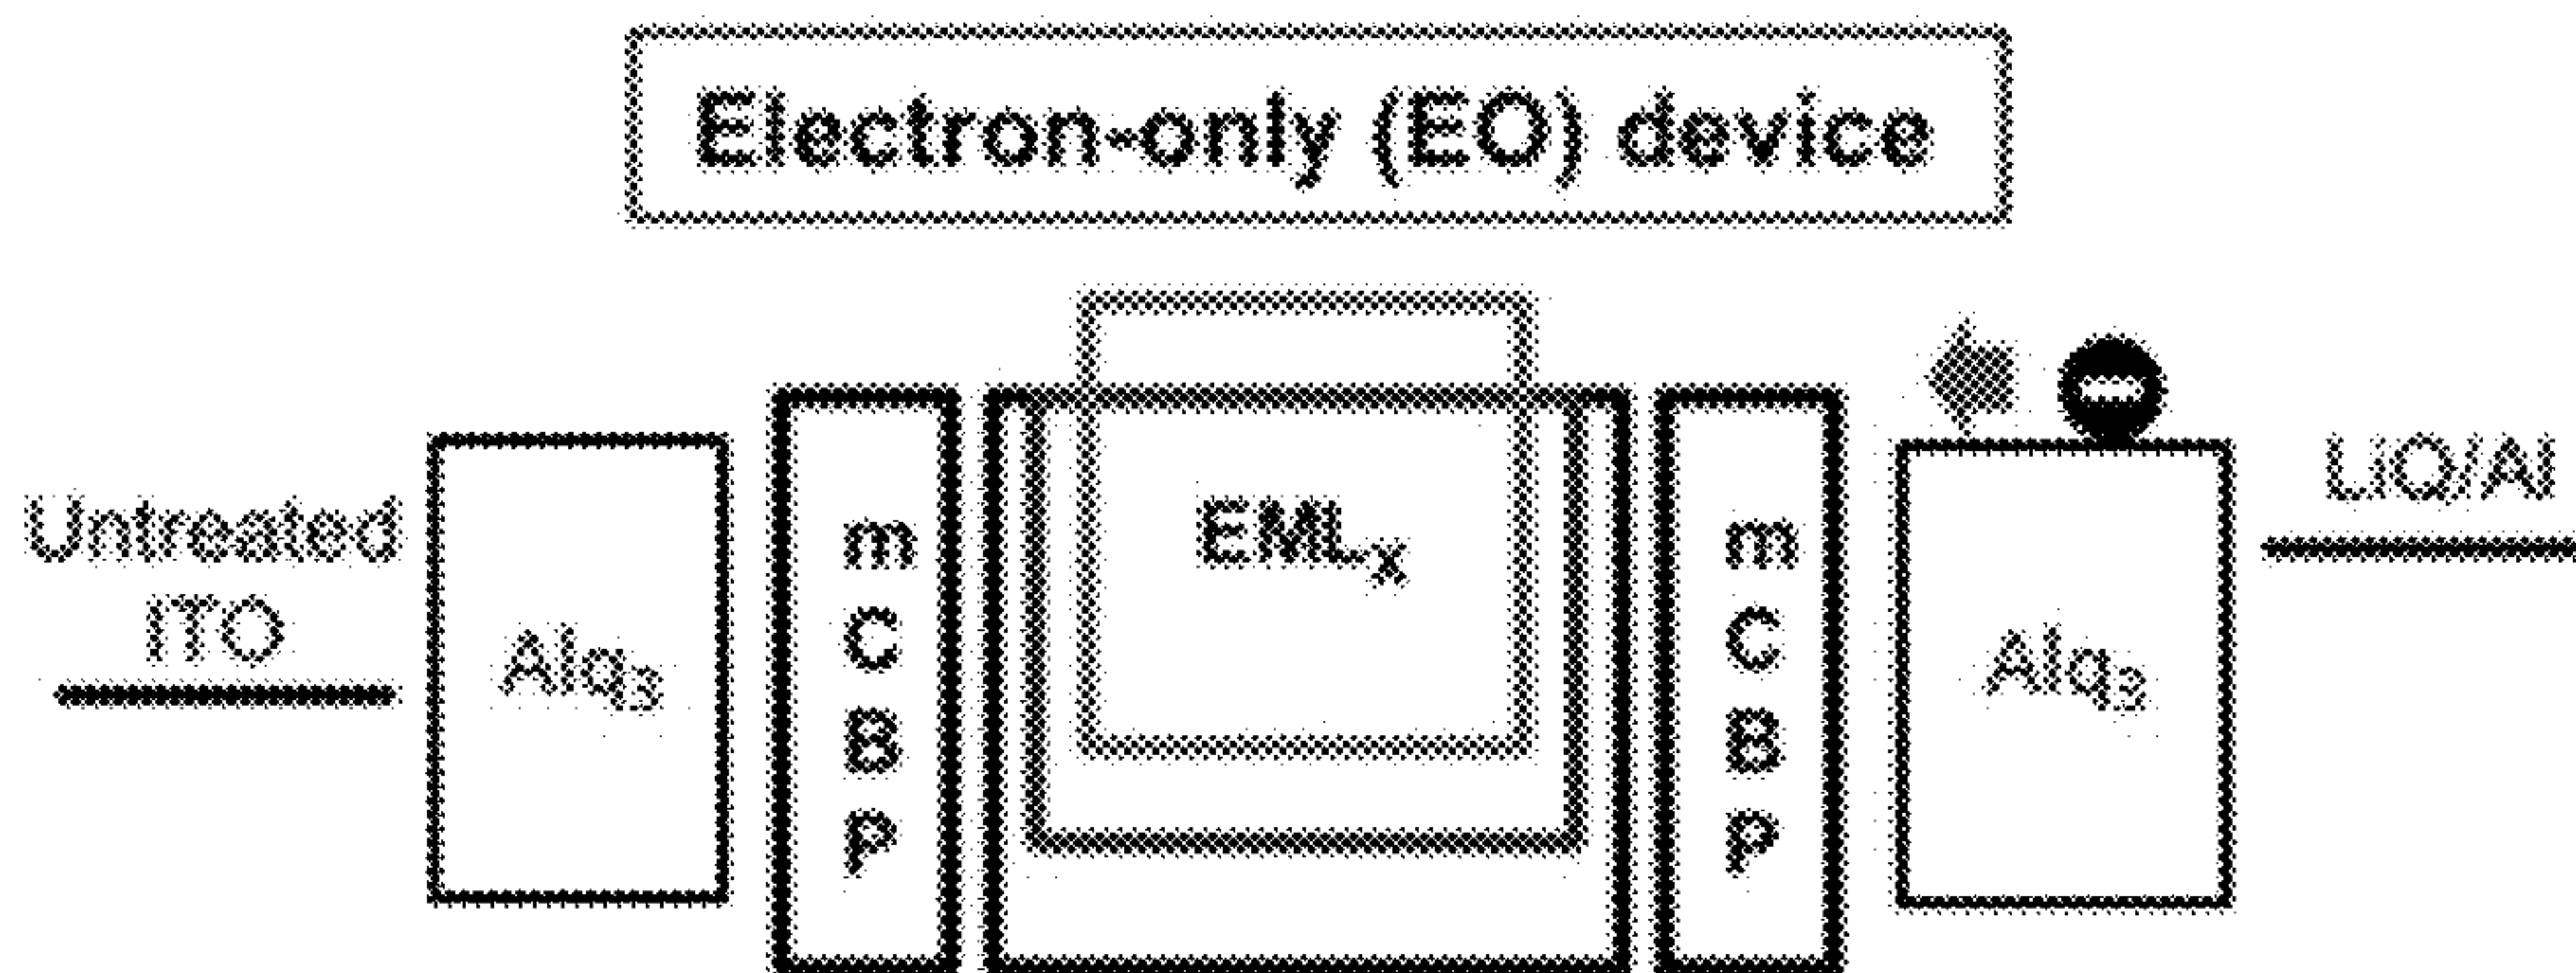 Electron-only (EO) device
Untreated
ITO
Alq3
m
C
B
P
EMLX
m
C
B
P
Alq3
LiQ/Al